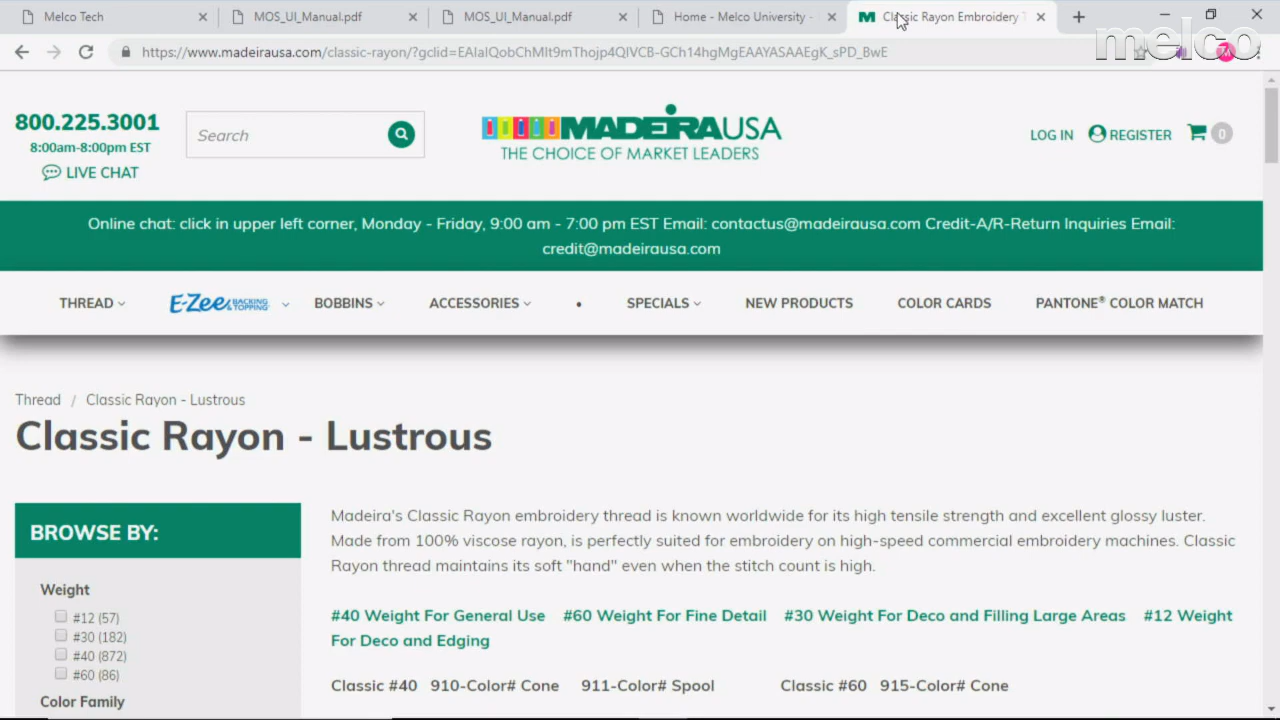 Melco Tech
MOS_UI_Manual.pdf
MOS_UI_Manual.pdf
Home - Melco University -
Classic Rayon Embroidery T
https://www.madeirausa.com/classic-rayon/?gclid=EAIaIQobChMIt9mThojp4QIVCB-GCh14hgMgEAAYASAAEgK_sPD_BwE
melco
800.225.3001
8:00am-8:00pm EST
LIVE CHAT
Search
MADEIRAUSA
THE CHOICE OF MARKET LEADERS
LOG IN
REGISTER
0
Online chat: click in upper left corner, Monday - Friday, 9:00 am - 7:00 pm EST Email: contactus@madeirausa.com Credit-A/R-Return Inquiries Email:
credit@madeirausa.com
THREAD
E-Zee BACKING & TOPPING
BOBBINS
ACCESSORIES
•
SPECIALS
NEW PRODUCTS
COLOR CARDS
PANTONE® COLOR MATCH
Thread / Classic Rayon - Lustrous
Classic Rayon - Lustrous
BROWSE BY:
Weight
#12 (57)
#30 (182)
#40 (872)
#60 (86)
Color Family
Madeira's Classic Rayon embroidery thread is known worldwide for its high tensile strength and excellent glossy luster.
Made from 100% viscose rayon, is perfectly suited for embroidery on high-speed commercial embroidery machines. Classic
Rayon thread maintains its soft "hand" even when the stitch count is high.
#40 Weight For General Use #60 Weight For Fine Detail #30 Weight For Deco and Filling Large Areas #12 Weight
For Deco and Edging
Classic #40 910-Color# Cone 911-Color# Spool Classic #60 915-Color# Cone